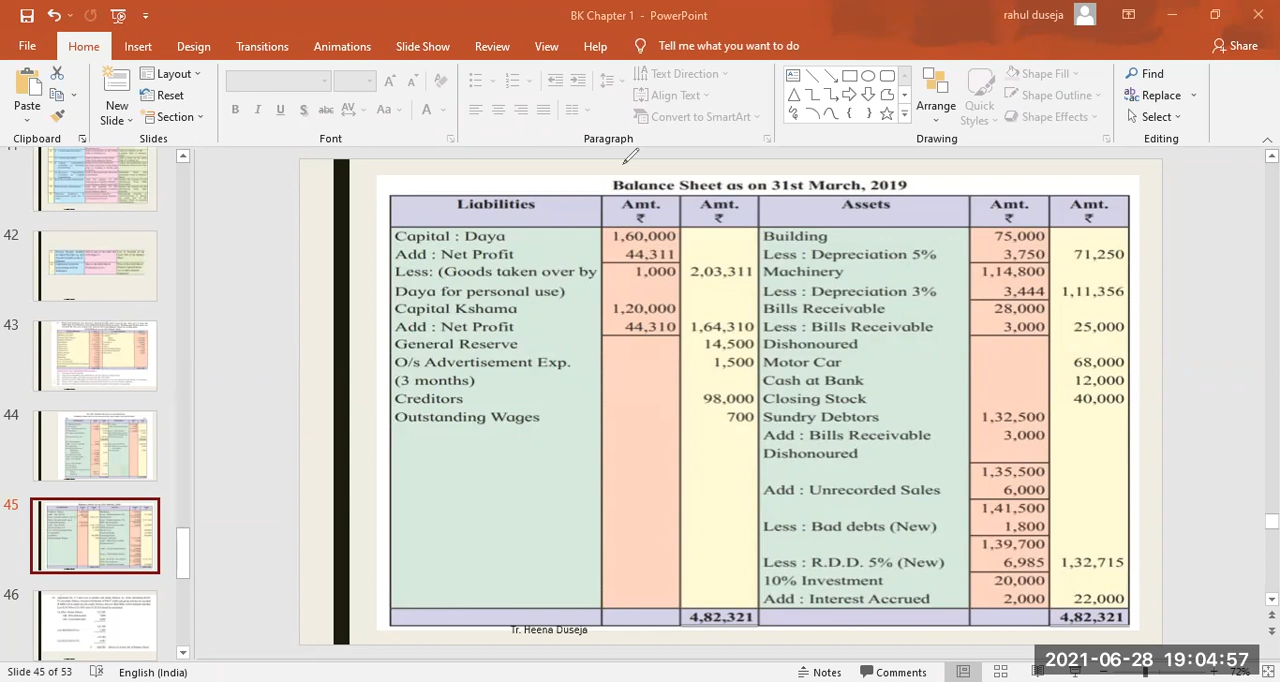 BK Chapter 1 - PowerPoint
rahul duseja
File Home Insert Design Transitions Animations Slide Show Review View Help Tell me what you want to do Share
Paste
New Slide
Layout
Reset
Section
Text Direction
Align Text
Convert to SmartArt
Arrange
Quick Styles
Shape Fill
Shape Outline
Shape Effects
Find
Replace
Select
Clipboard Slides Font Paragraph Drawing Editing
42
43
44
45
46
Balance Sheet as on 31st March, 2019
Liabilities Amt. ₹ Amt. ₹ Assets Amt. ₹ Amt. ₹
Capital : Daya 1,60,000 Building 75,000
Add : Net Profit 44,311 Less : Depreciation 5% 3,750 71,250
Less: (Goods taken over by 1,000 2,03,311 Machinery 1,14,800
Daya for personal use) Less : Depreciation 3% 3,444 1,11,356
Capital Kshama 1,20,000 Bills Receivable 28,000
Add : Net Profit 44,310 1,64,310 Less : Bills Receivable 3,000 25,000
General Reserve 14,500 Dishonoured
O/s Advertisement Exp. 1,500 Motor Car 68,000
(3 months) Cash at Bank 12,000
Creditors 98,000 Closing Stock 40,000
Outstanding Wages 700 Sundry Debtors 1,32,500
Add : Bills Receivable 3,000
Dishonoured
1,35,500
Add : Unrecorded Sales 6,000
1,41,500
Less : Bad debts (New) 1,800
1,39,700
Less : R.D.D. 5% (New) 6,985 1,32,715
10% Investment 20,000
Add : Interest Accrued 2,000 22,000
4,82,321 4,82,321
Tr. Heena Duseja
Slide 45 of 53 English (India) Notes Comments 72%
2021-06-28 19:04:57